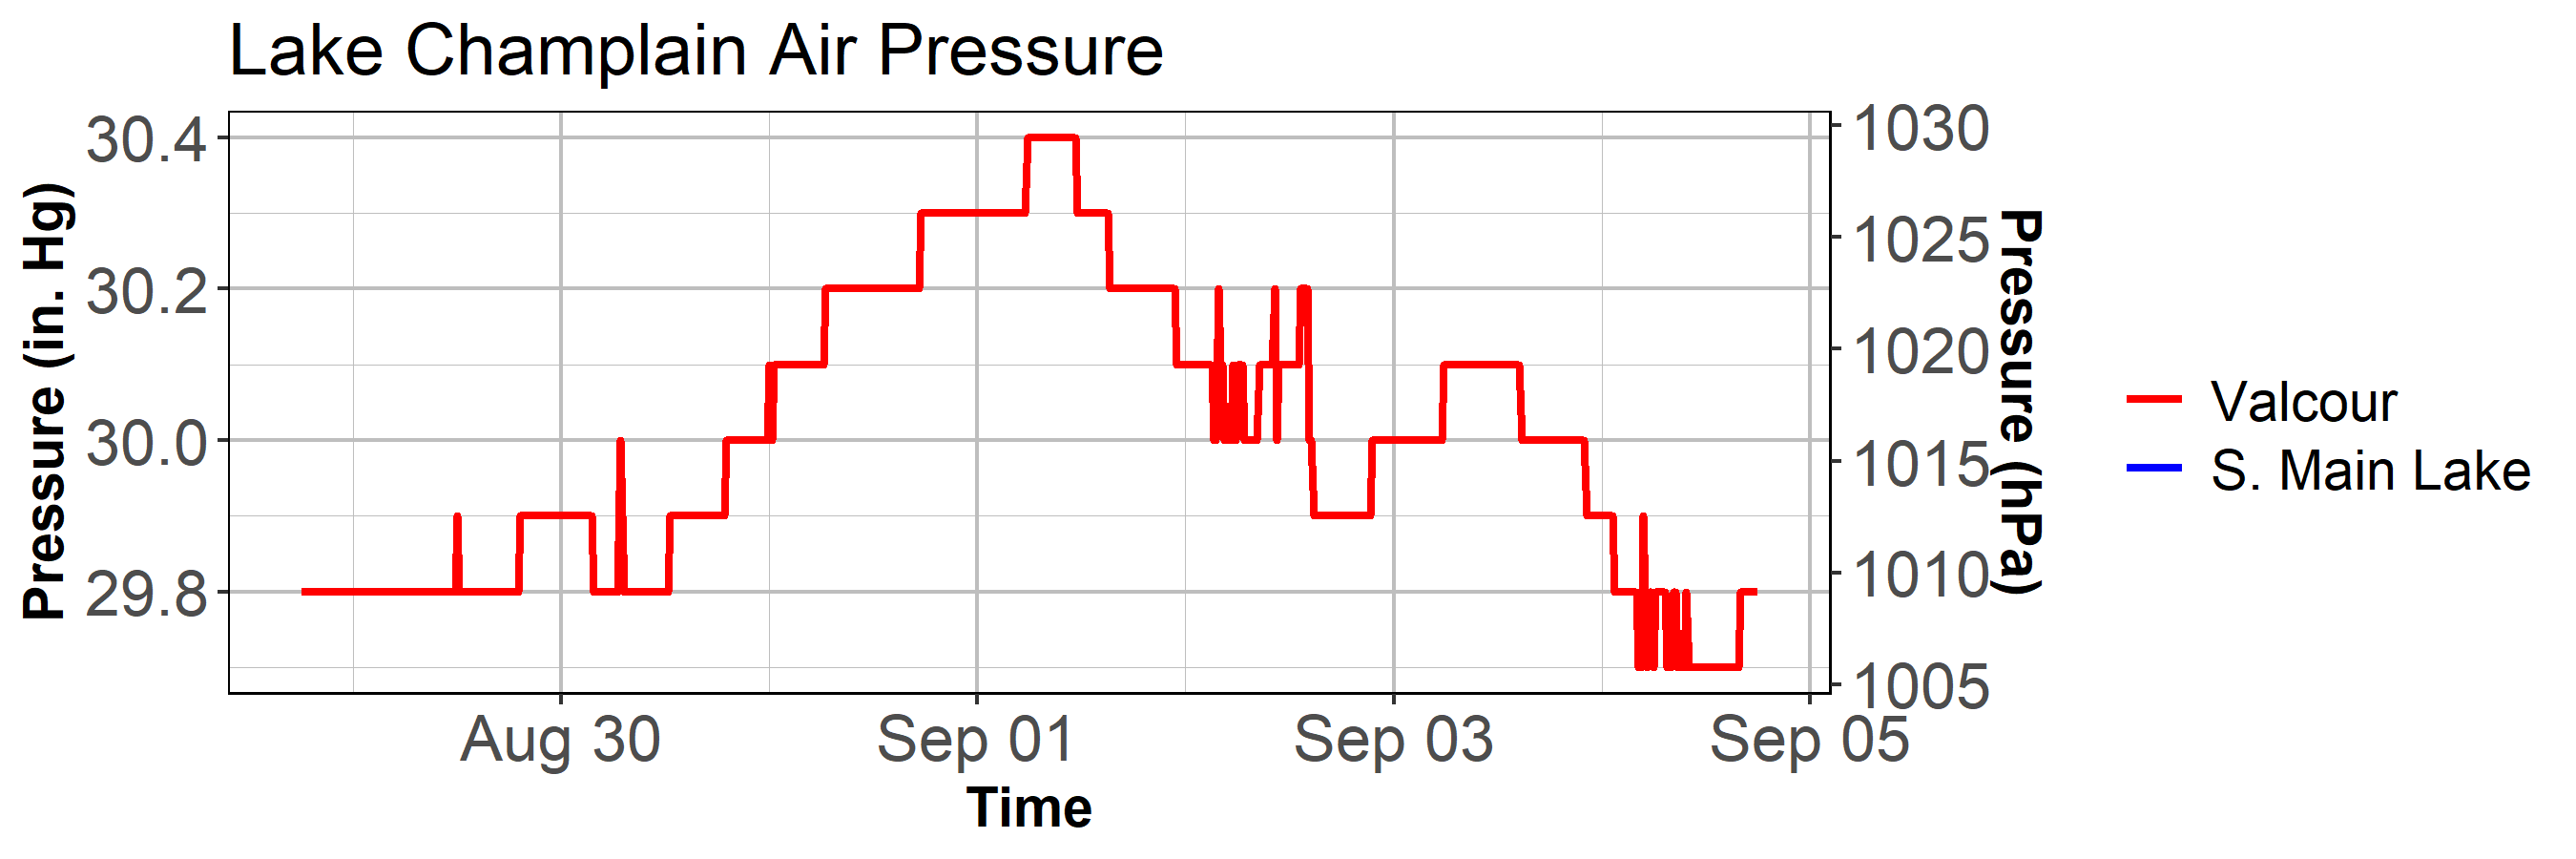 Lake Champlain Air Pressure
Pressure (in. Hg)
30.4
30.2
30.0
29.8
1030
1025
1020
1015
1010
1005
Pressure (hPa)
Aug 30
Sep 01
Sep 03
Sep 05
Time
Valcour
S. Main Lake